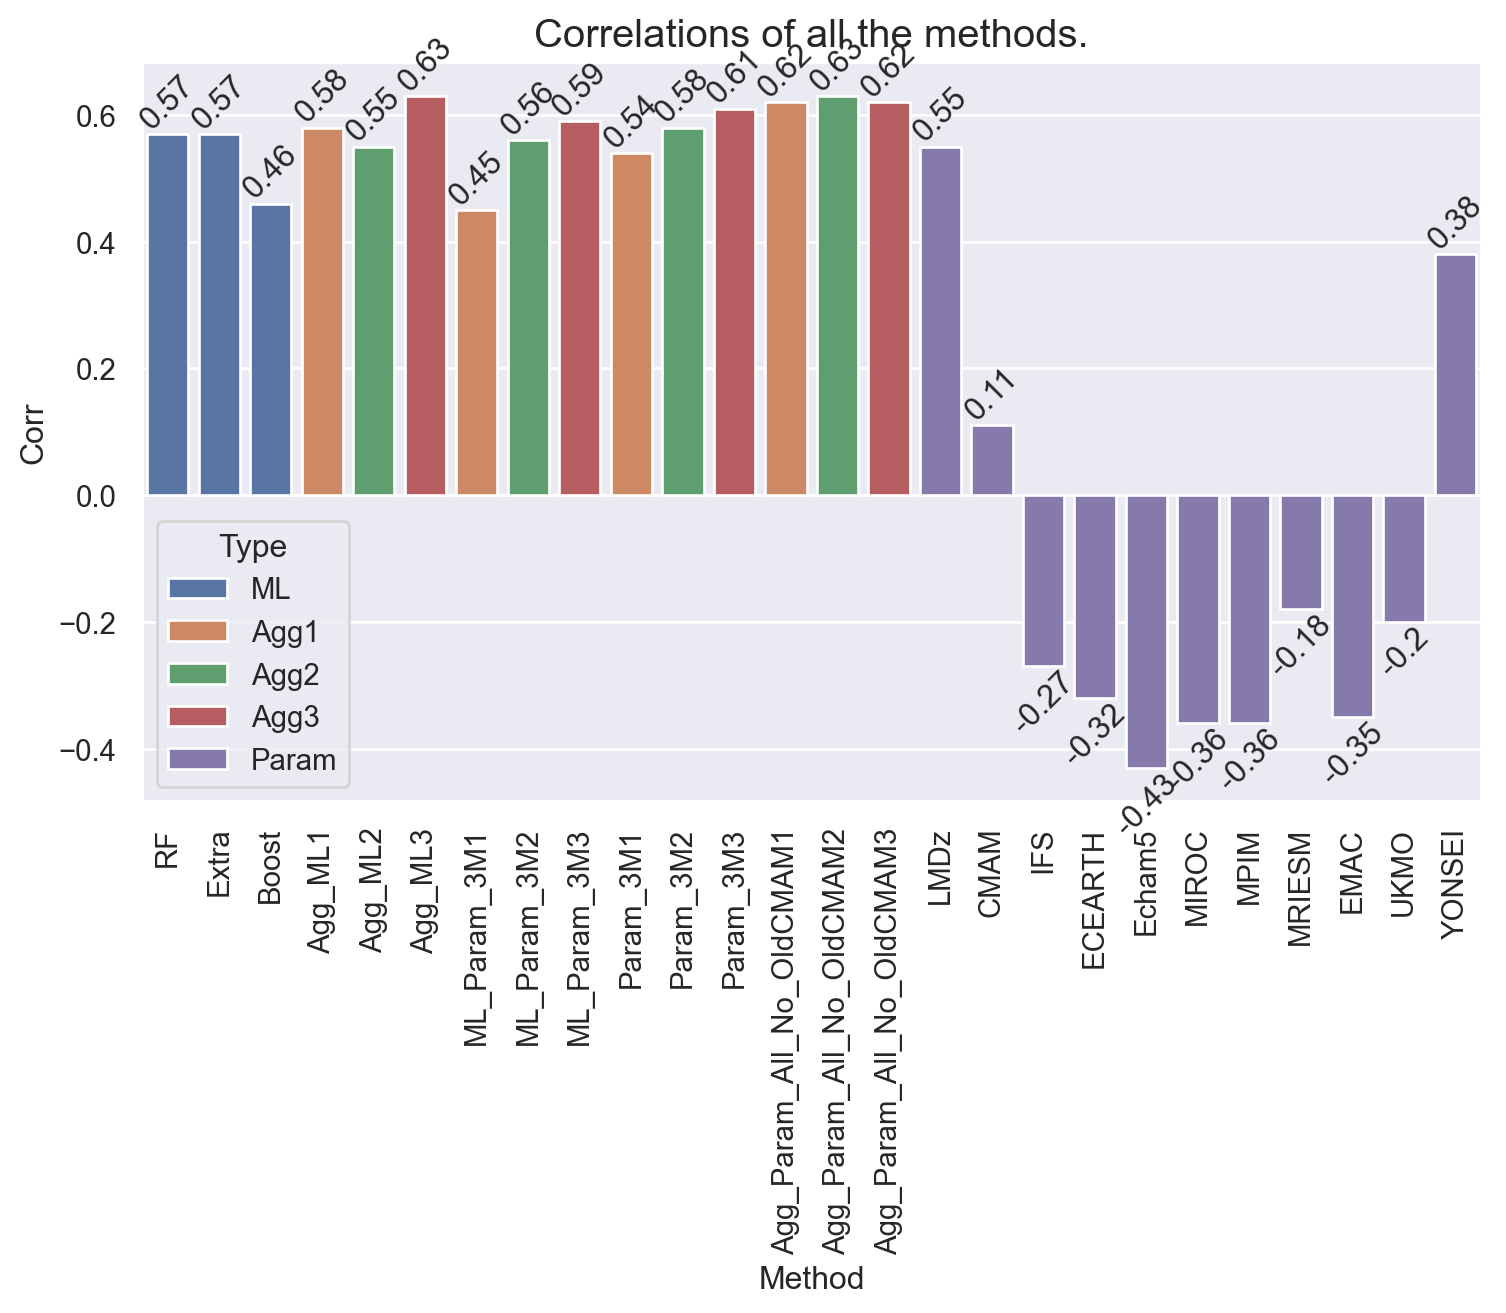 Correlations of all the methods.
0.57
0.57
0.46
0.58
0.55
0.63
0.45
0.56
0.59
0.54
0.58
0.61
0.62
0.63
0.62
0.55
0.11
-0.27
-0.32
-0.43
-0.36
-0.36
-0.18
-0.35
-0.2
0.38
0.6
0.4
0.2
0.0
−0.2
−0.4
Corr
Type
ML
Agg1
Agg2
Agg3
Param
RF
Extra
Boost
Agg_ML1
Agg_ML2
Agg_ML3
ML_Param_3M1
ML_Param_3M2
ML_Param_3M3
Param_3M1
Param_3M2
Param_3M3
Agg_Param_All_No_OldCMAM1
Agg_Param_All_No_OldCMAM2
Agg_Param_All_No_OldCMAM3
LMDz
CMAM
IFS
ECEARTH
Echam5
MIROC
MPIM
MRIESM
EMAC
UKMO
YONSEI
Method